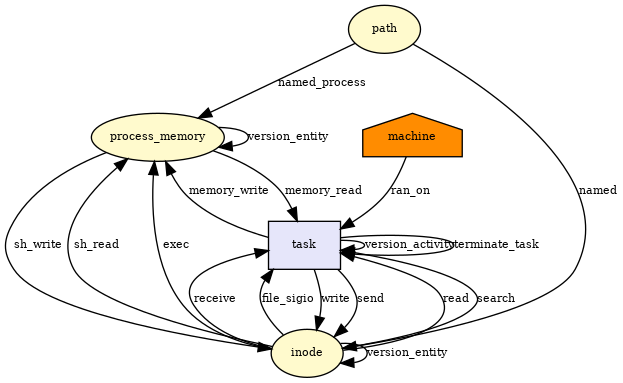 path
named_process
process_memory
version_entity
machine
memory_write
memory_read
ran_on
named
sh_write
sh_read
exec
task
version_activity
terminate_task
receive
file_sigio
write
send
read
search
inode
version_entity